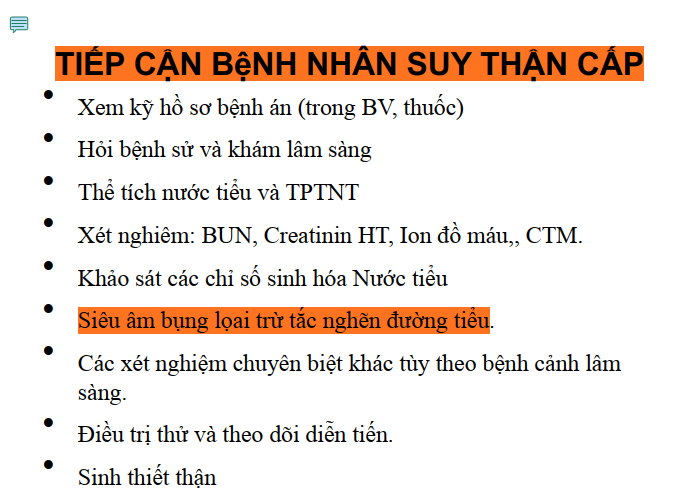 TIẾP CẬN BệNH NHÂN SUY THẬN CẤP
• Xem kỹ hồ sơ bệnh án (trong BV, thuốc)
• Hỏi bệnh sử và khám lâm sàng
• Thể tích nước tiểu và TPTNT
• Xét nghiêm: BUN, Creatinin HT, Ion đồ máu,, CTM.
• Khảo sát các chỉ số sinh hóa Nước tiểu
• Siêu âm bụng lọai trừ tắc nghẽn đường tiểu.
• Các xét nghiệm chuyên biệt khác tùy theo bệnh cảnh lâm
sàng.
• Điều trị thử và theo dõi diễn tiến.
• Sinh thiết thận